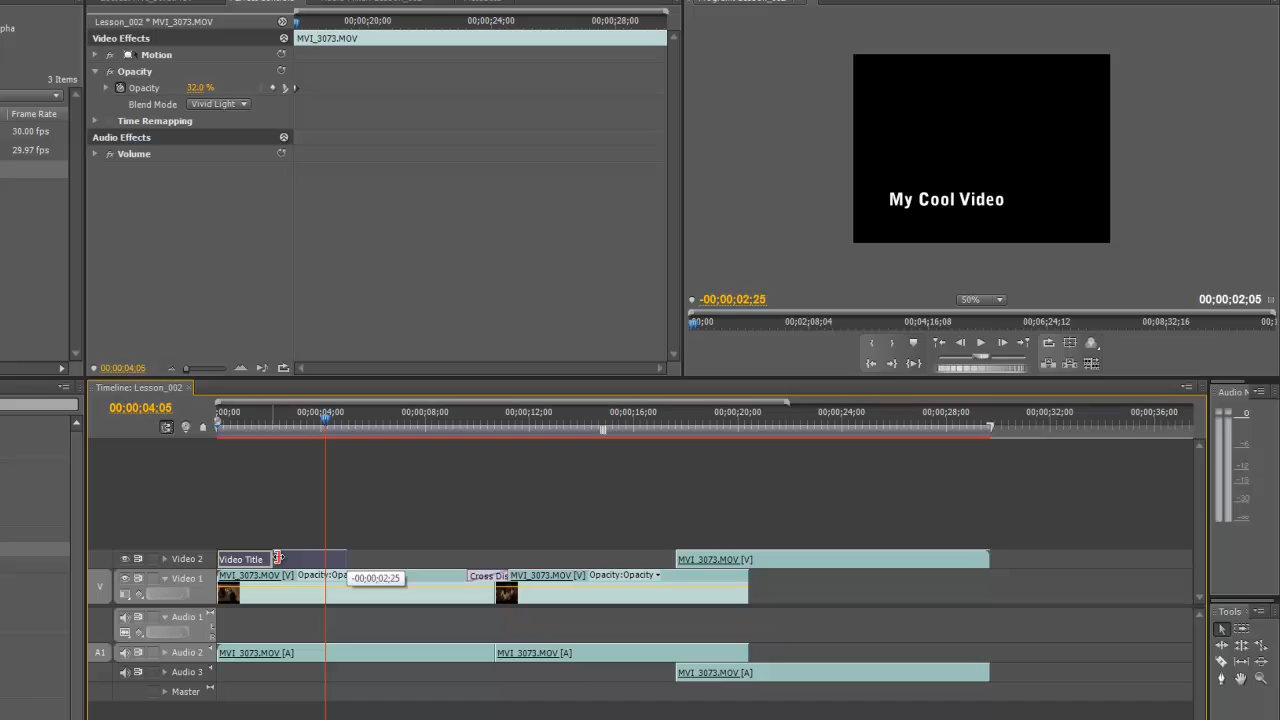 Lesson_002 * MVI_3073.MOV
00;00;20;00
00;00;24;00
00;00;28;00
Video Effects
MVI_3073.MOV
fx
Motion
fx
Opacity
Opacity
32.0 %
Blend Mode
Vivid Light
Time Remapping
Audio Effects
fx
Volume
00;00;04;05
pha
3 Items
Frame Rate
30.00 fps
29.97 fps
My Cool Video
-00;00;02;25
50%
00;00;02;05
;00;00
00;02;08;04
00;04;16;08
00;06;24;12
00;08;32;16
00;1
Timeline: Lesson_002
00;00;04;05
;00;00
00;00;04;00
00;00;08;00
00;00;12;00
00;00;16;00
00;00;20;00
00;00;24;00
00;00;28;00
00;00;32;00
00;00;36;00
Video 2
Video Title
MVI_3073.MOV [V]
-00;00;02;25
V
Video 1
MVI_3073.MOV [V] Opacity:Opa
Cross Dis
MVI_3073.MOV [V] Opacity:Opacity
Audio 1
A1
Audio 2
MVI_3073.MOV [A]
MVI_3073.MOV [A]
Audio 3
MVI_3073.MOV [A]
Master
Audio M
0
-6
-12
-18
-30
Tools